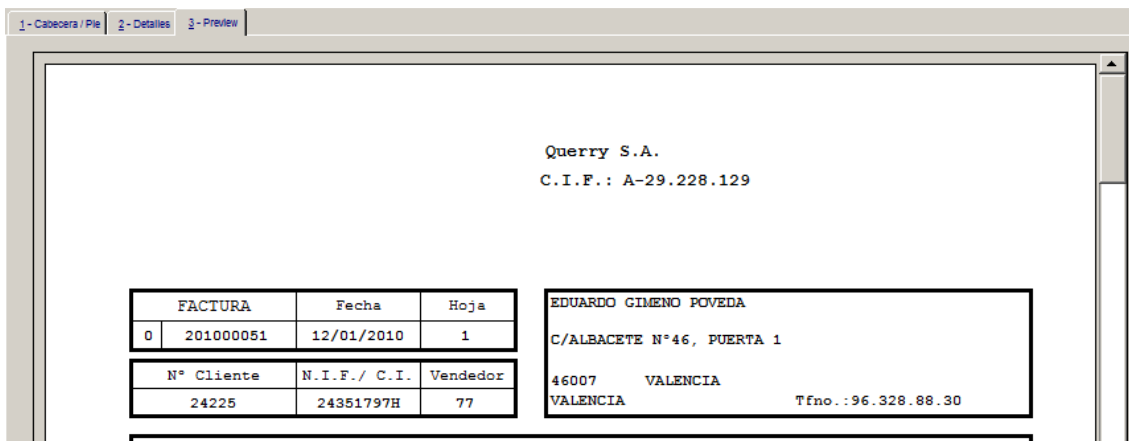 1 - Cabecera / Pie 2 - Detalles 3 - Preview
Querry S.A.
C.I.F.: A-29.228.129
FACTURA Fecha Hoja
0 201000051 12/01/2010 1
Nº Cliente N.I.F./ C.I. Vendedor
24225 24351797H 77
EDUARDO GIMENO POVEDA
C/ALBACETE Nº46, PUERTA 1
46007 VALENCIA
VALENCIA Tfno.:96.328.88.30